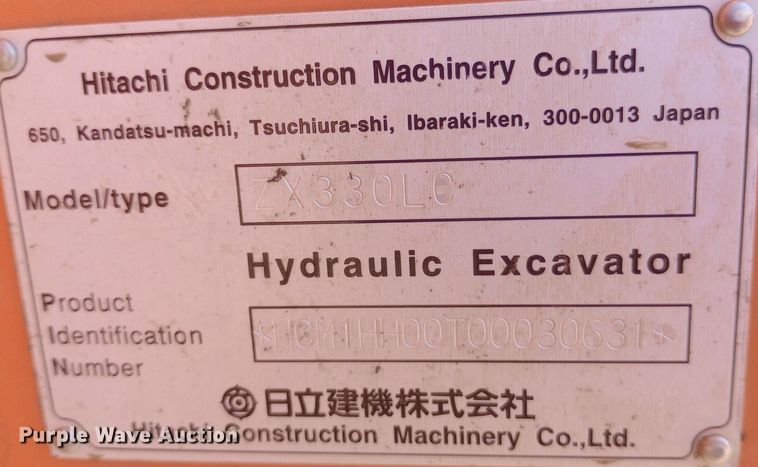 Hitachi Construction Machinery Co.,Ltd.
650, Kandatsu-machi, Tsuchiura-shi, Ibaraki-ken, 300-0013 Japan
Model/type ZX330LC
Hydraulic Excavator
Product
Identification
Number
*HCM1HH00T00030631*
日立建機株式会社
Hitachi Construction Machinery Co.,Ltd.
Purple Wave Auction